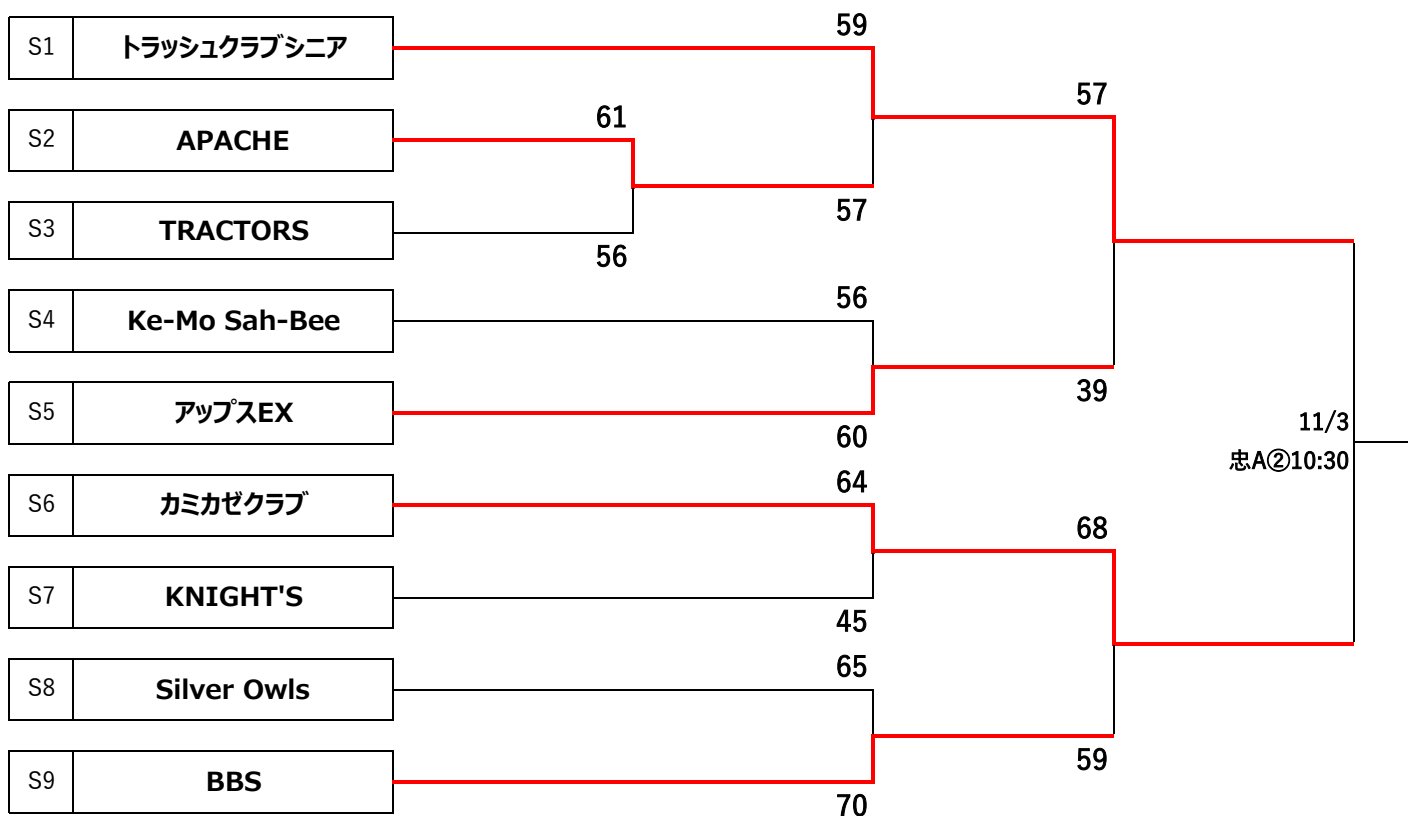 59
S1 トラッシュクラブシニア
57
61
S2 APACHE
57
S3 TRACTORS
56
56
S4 Ke-Mo Sah-Bee
39
S5 アップスEX
11/3
60
忠A②10:30
64
S6 カミカゼクラブ
68
S7 KNIGHT'S
45
65
S8 Silver Owls
59
S9 BBS
70